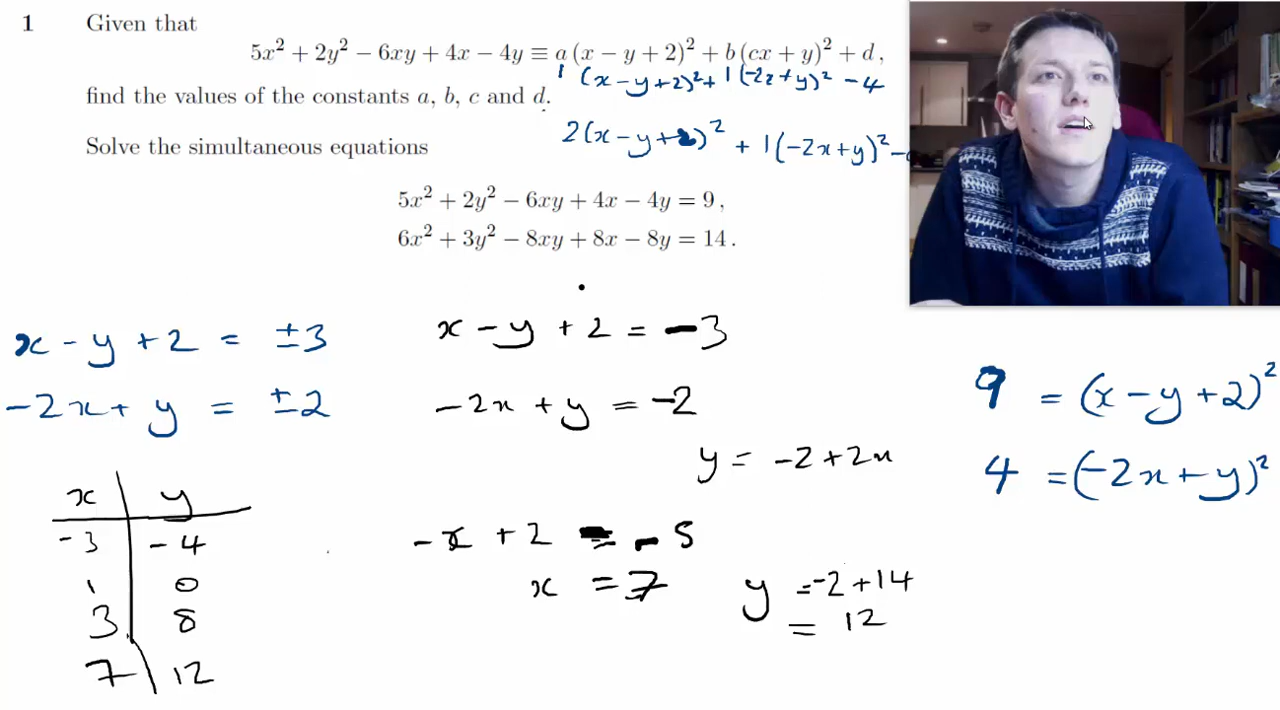 1 Given that
5x² + 2y² − 6xy + 4x − 4y ≡ a (x − y + 2)² + b (cx + y)² + d ,
1 (x − y + 2)² + 1 (−2z + y)² − 4
find the values of the constants a, b, c and d.
2(x − y + 2)² + 1(−2x + y)² −
Solve the simultaneous equations
5x² + 2y² − 6xy + 4x − 4y = 9 ,
6x² + 3y² − 8xy + 8x − 8y = 14 .
x − y + 2 = ±3
−2x + y = ±2
x − y + 2 = −3
−2x + y = −2
y = −2 + 2x
−x + 2 = −5
x = 7
y = −2 + 14
= 12
9 = (x − y + 2)²
4 = (−2x + y)²
x y
−3 −4
1 0
3 8
7 12